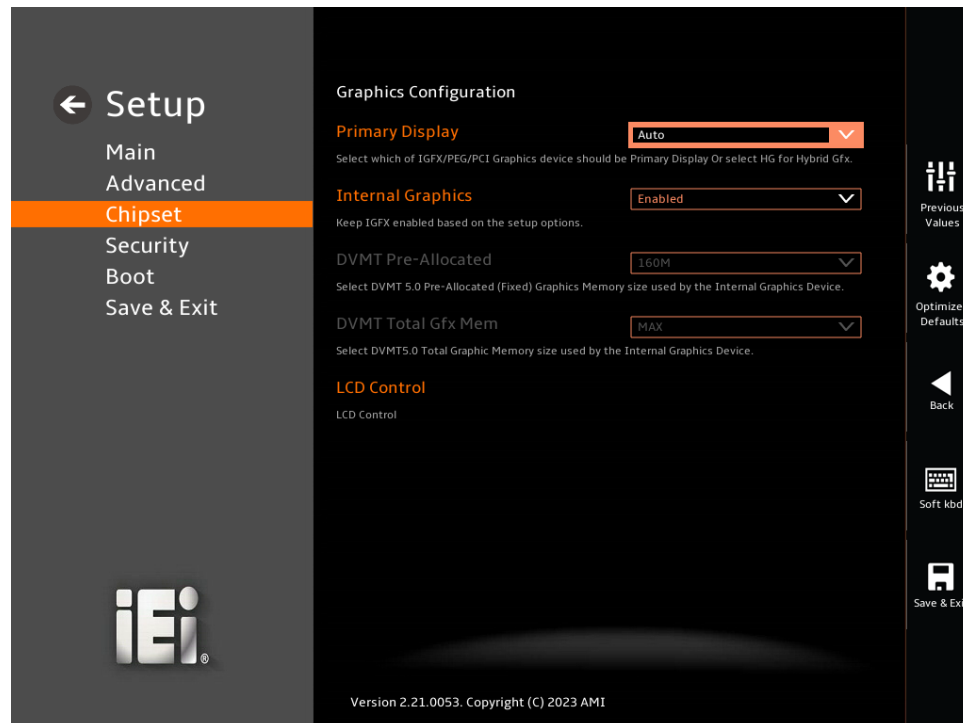 Setup
Main
Advanced
Chipset
Security
Boot
Save & Exit
iEi®
Graphics Configuration
Primary Display
Auto
Select which of IGFX/PEG/PCI Graphics device should be Primary Display Or select HG for Hybrid Gfx.
Internal Graphics
Enabled
Keep IGFX enabled based on the setup options.
DVMT Pre-Allocated
160M
Select DVMT 5.0 Pre-Allocated (Fixed) Graphics Memory size used by the Internal Graphics Device.
DVMT Total Gfx Mem
MAX
Select DVMT5.0 Total Graphic Memory size used by the Internal Graphics Device.
LCD Control
LCD Control
Version 2.21.0053. Copyright (C) 2023 AMI
Previous
Values
Optimize
Defaults
Back
Soft kbd
Save & Exi